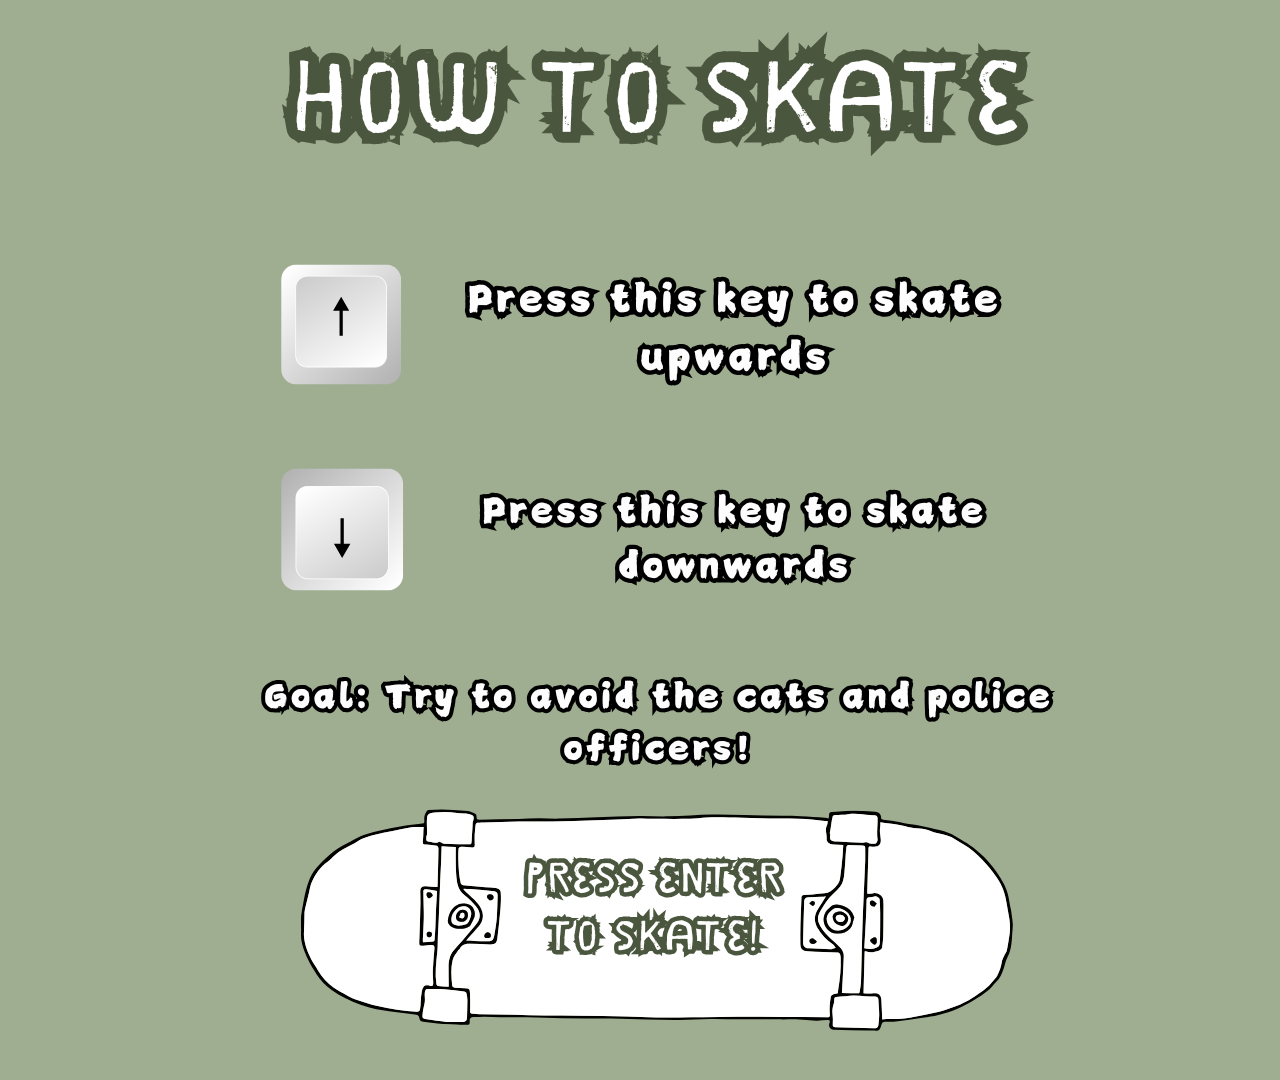 HOW TO SKATE
↑
Press this key to skate
upwards
↓
Press this key to skate
downwards
Goal: Try to avoid the cats and police
officers!
PRESS ENTER
TO SKATE!